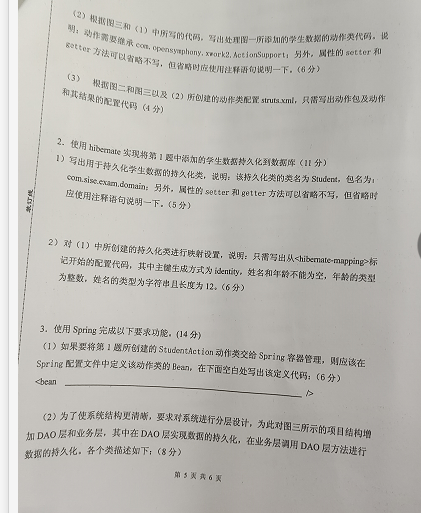 （2）根据图三和（1）中所写的代码，写出处理图一所添加的学生数据的动作类代码。说
明：动作需要继承 com.opensymphony.xwork2.ActionSupport；另外，属性的 setter 和
getter 方法可以省略不写，但省略时应使用注释语句说明一下。（6 分）
（3） 根据图二和图三以及（2）所创建的动作类配置 struts.xml，只需写出动作包及动作
和其结果的配置代码（4 分）
2．使用 hibernate 实现将第 1 题中添加的学生数据持久化到数据库（11 分）
1）写出用于持久化学生数据的持久化类，说明：该持久化类的类名为 Student，包名为：
com.sise.exam.domain；另外，属性的 setter 和 getter 方法可以省略不写，但省略时
应使用注释语句说明一下。（5 分）
装订线
2）对（1）中所创建的持久化类进行映射设置，说明：只需写出从<hibernate-mapping>标
记开始的配置代码，其中主键生成方式为 identity，姓名和年龄不能为空，年龄的类型
为整数，姓名的类型为字符串且长度为 12。（6 分）
3．使用 Spring 完成以下要求功能。（14 分）
（1）如果要将第 1 题所创建的 StudentAction 动作类交给 Spring 容器管理，则应该在
Spring 配置文件中定义该动作类的 Bean，在下面空白处写出该定义代码：（6 分）
<bean />
（2）为了使系统结构更清晰，要求对系统进行分层设计，为此对图三所示的项目结构增
加 DAO 层和业务层，其中在 DAO 层实现数据的持久化，在业务层调用 DAO 层方法进行
数据的持久化。各个类描述如下：（8 分）
第 5 页 共 6 页